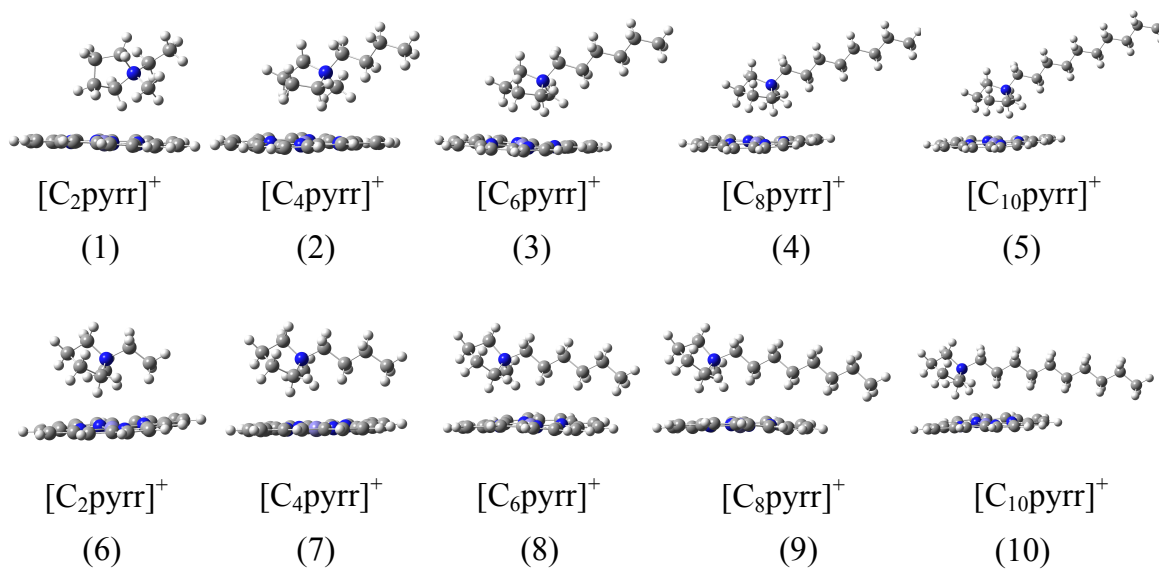 [C₂pyrr]⁺ [C₄pyrr]⁺ [C₆pyrr]⁺ [C₈pyrr]⁺ [C₁₀pyrr]⁺
(1) (2) (3) (4) (5)
[C₂pyrr]⁺ [C₄pyrr]⁺ [C₆pyrr]⁺ [C₈pyrr]⁺ [C₁₀pyrr]⁺
(6) (7) (8) (9) (10)